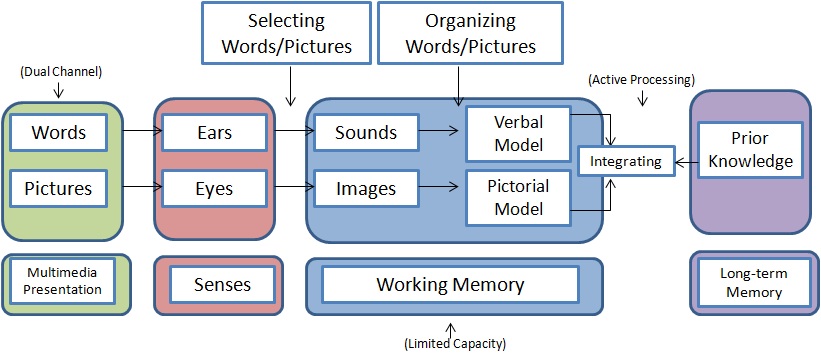 Selecting
Words/Pictures
Organizing
Words/Pictures
(Dual Channel)
(Active Processing)
Words
Ears
Sounds
Verbal
Model
Integrating
Prior
Knowledge
Pictures
Eyes
Images
Pictorial
Model
Multimedia
Presentation
Senses
Working Memory
Long-term
Memory
(Limited Capacity)